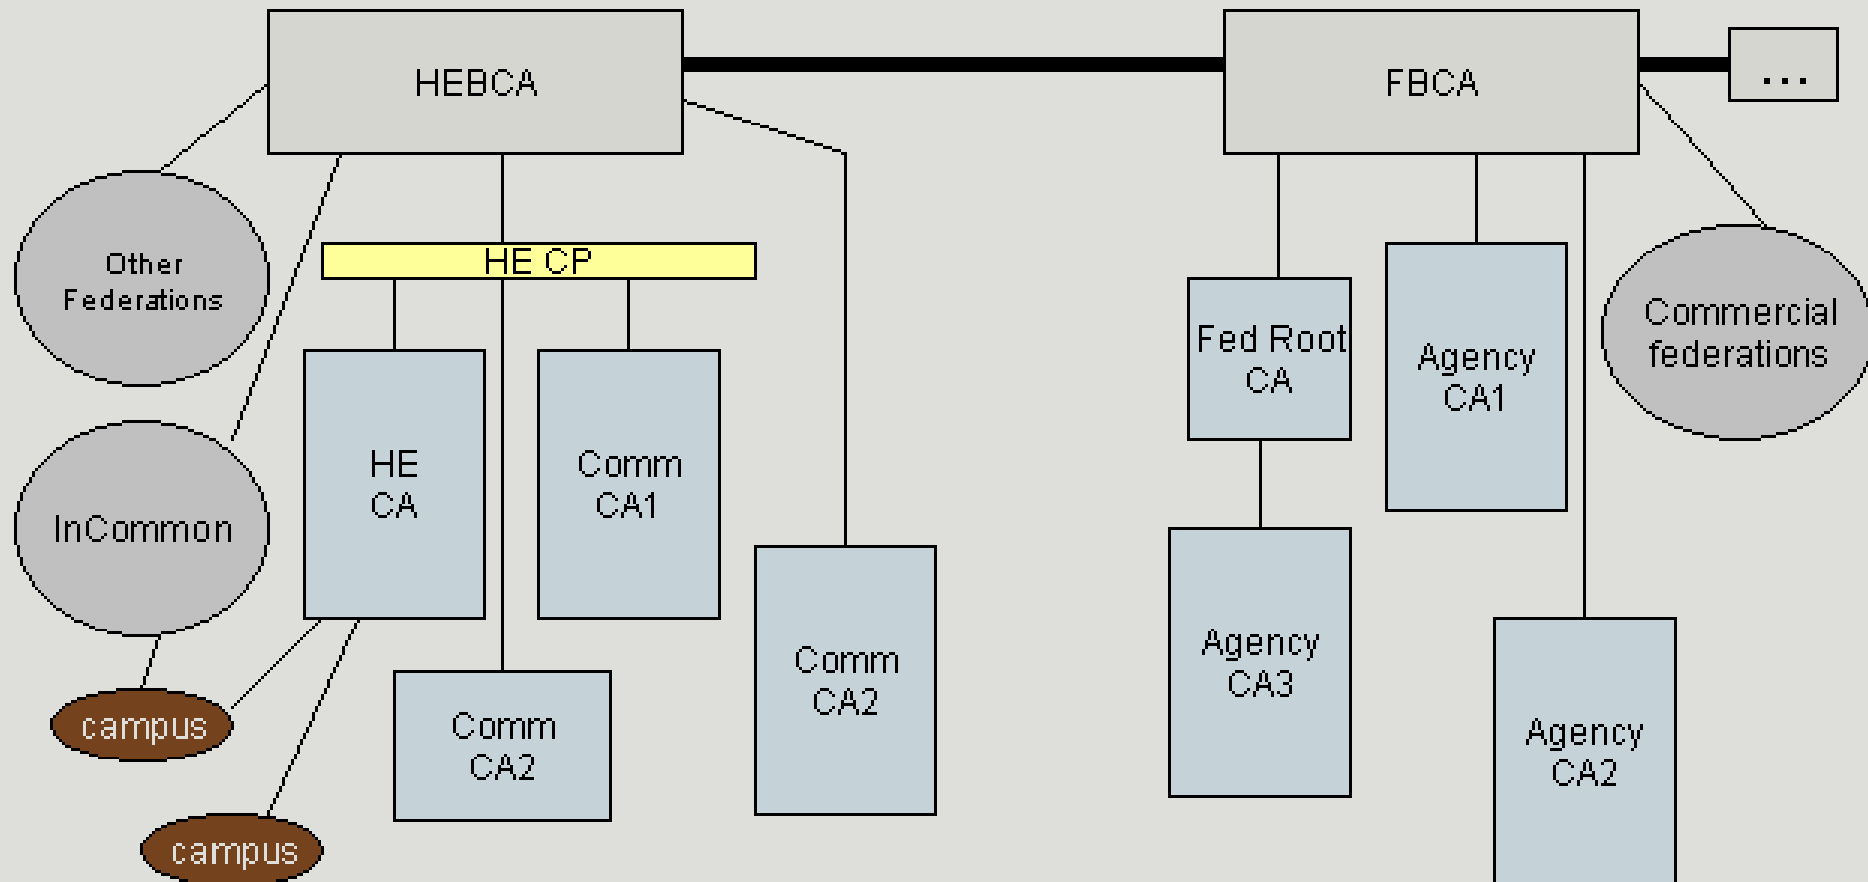 HEBCA
FBCA
...
Other
Federations
HE CP
Fed Root
CA
Agency
CA1
Commercial
federations
HE
CA
Comm
CA1
InCommon
Comm
CA2
Agency
CA3
campus
Comm
CA2
Agency
CA2
campus